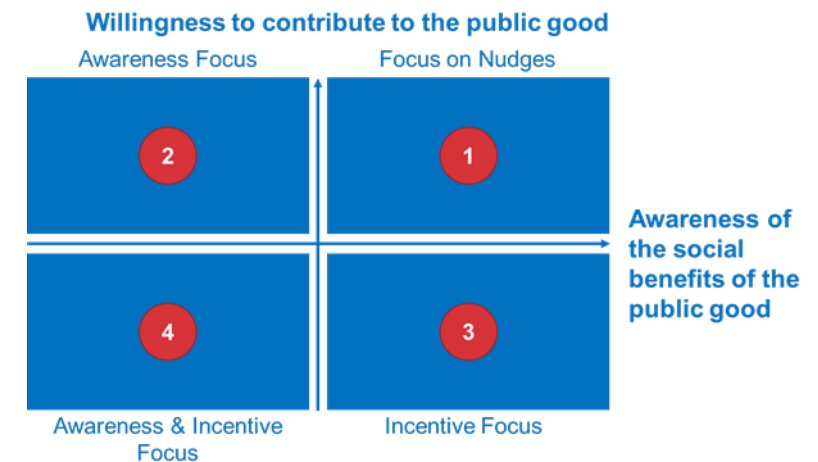 Willingness to contribute to the public good
Awareness Focus
Focus on Nudges
2
1
Awareness of
the social
benefits of the
public good
4
3
Awareness & Incentive
Focus
Incentive Focus